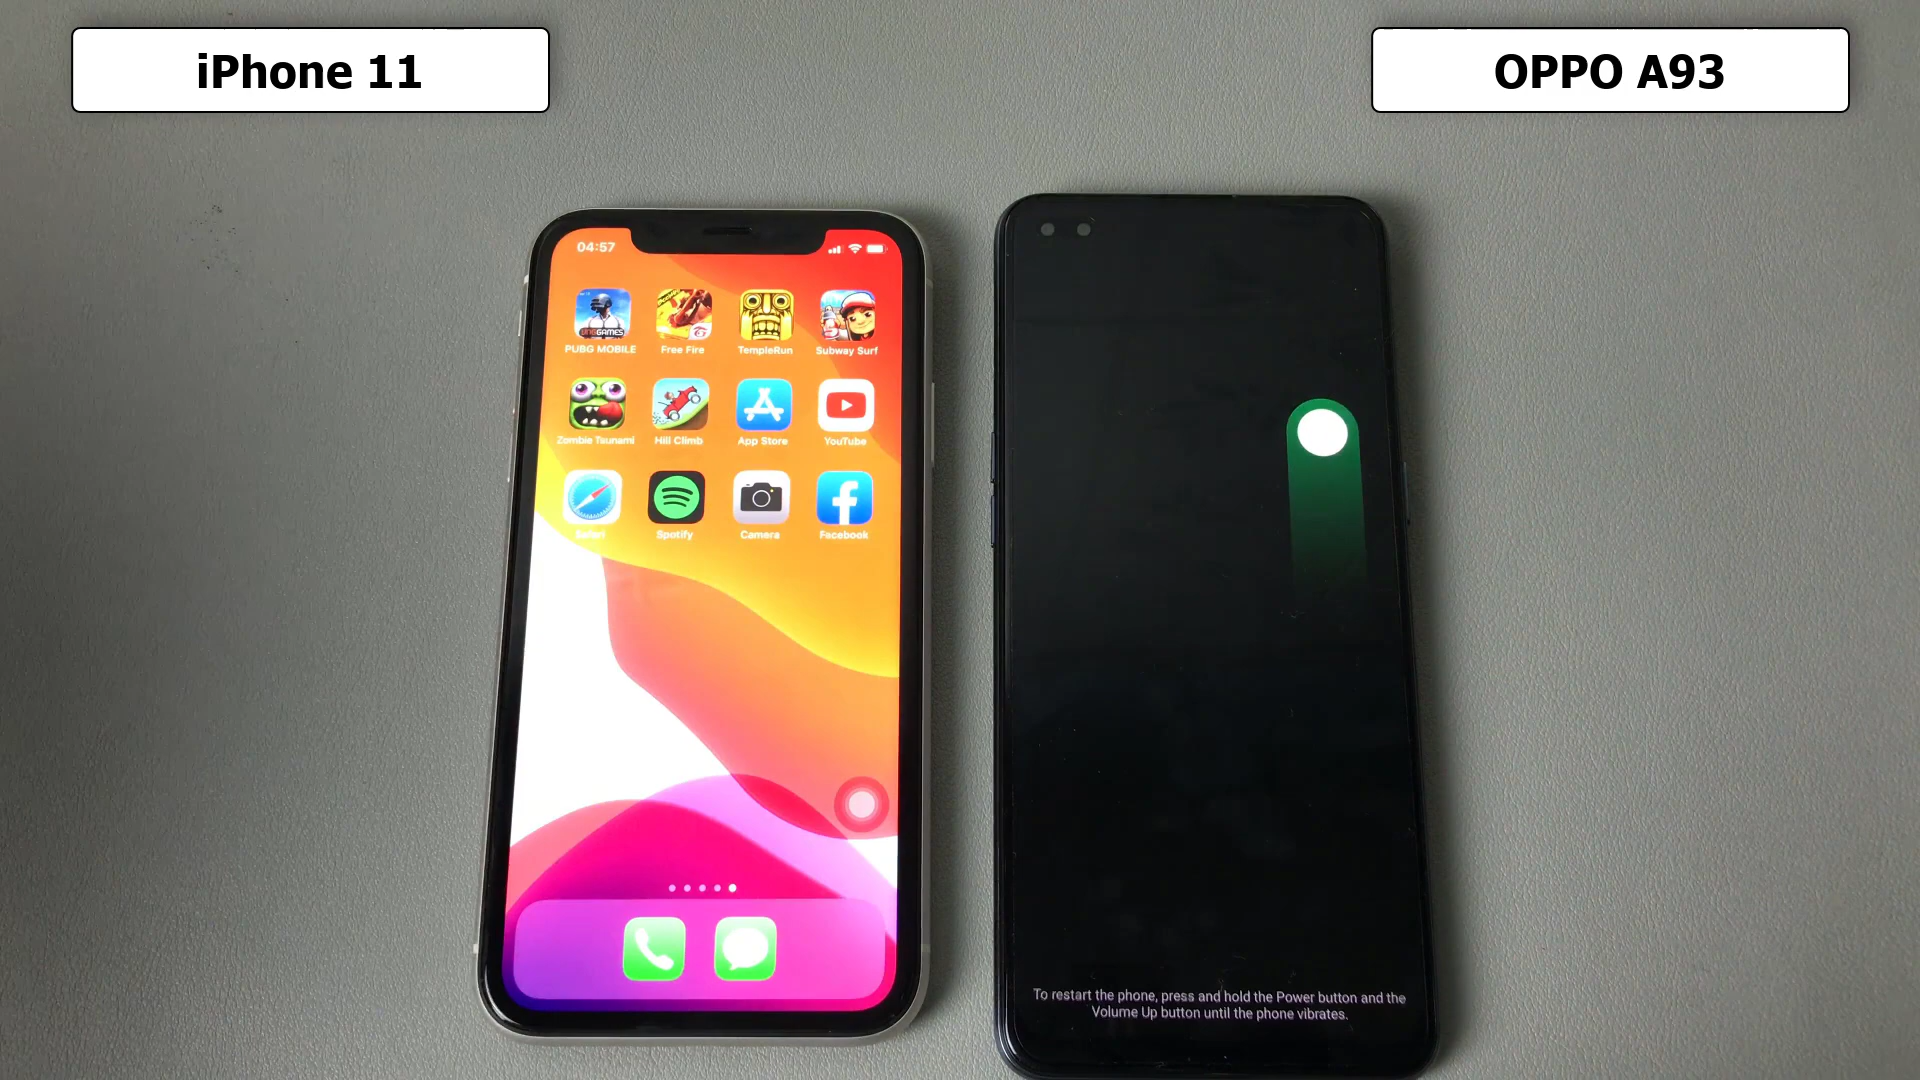 iPhone 11
OPPO A93
04:57
PUBG MOBILE
Free Fire
TempleRun
Subway Surf
Zombie Tsunami
Hill Climb
App Store
YouTube
Safari
Spotify
Camera
Facebook
To restart the phone, press and hold the Power button and the
Volume Up button until the phone vibrates.